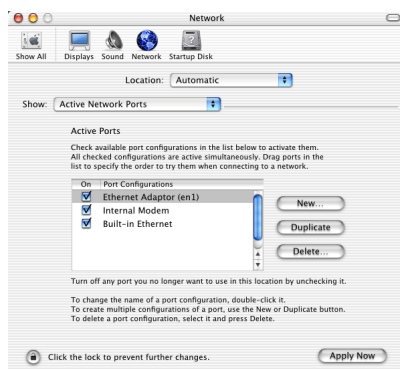 Network
Show All Displays Sound Network Startup Disk
Location: Automatic
Show: Active Network Ports
Active Ports
Check available port configurations in the list below to activate them.
All checked configurations are active simultaneously. Drag ports in the
list to specify the order to try them when connecting to a network.
On Port Configurations
Ethernet Adaptor (en1)
Internal Modem
Built-in Ethernet
New...
Duplicate
Delete...
Turn off any port you no longer want to use in this location by unchecking it.
To change the name of a port configuration, double-click it.
To create multiple configurations of a port, use the New or Duplicate button.
To delete a port configuration, select it and press Delete.
Click the lock to prevent further changes.
Apply Now